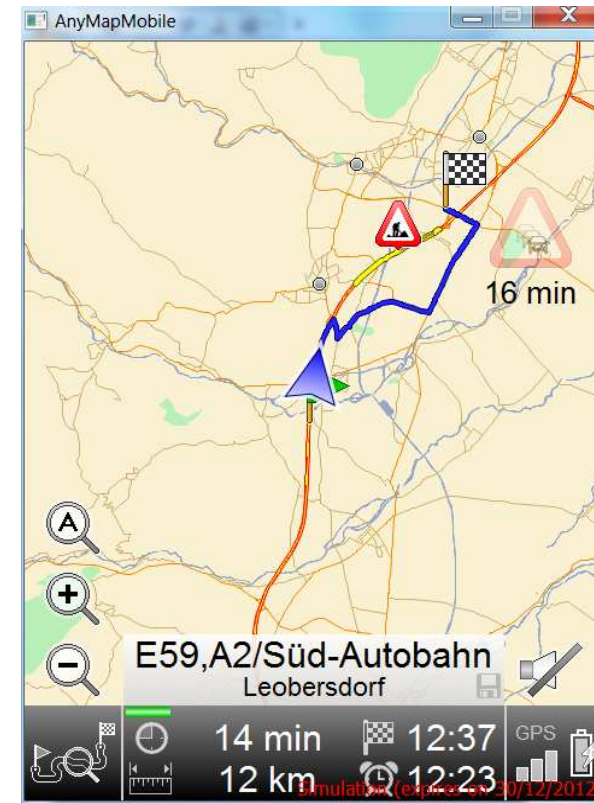 AnyMapMobile
16 min
A
E59,A2/Süd-Autobahn
Leobersdorf
14 min 12:37 GPS
12 km 12:23
Simulation (expires on 30/12/2012